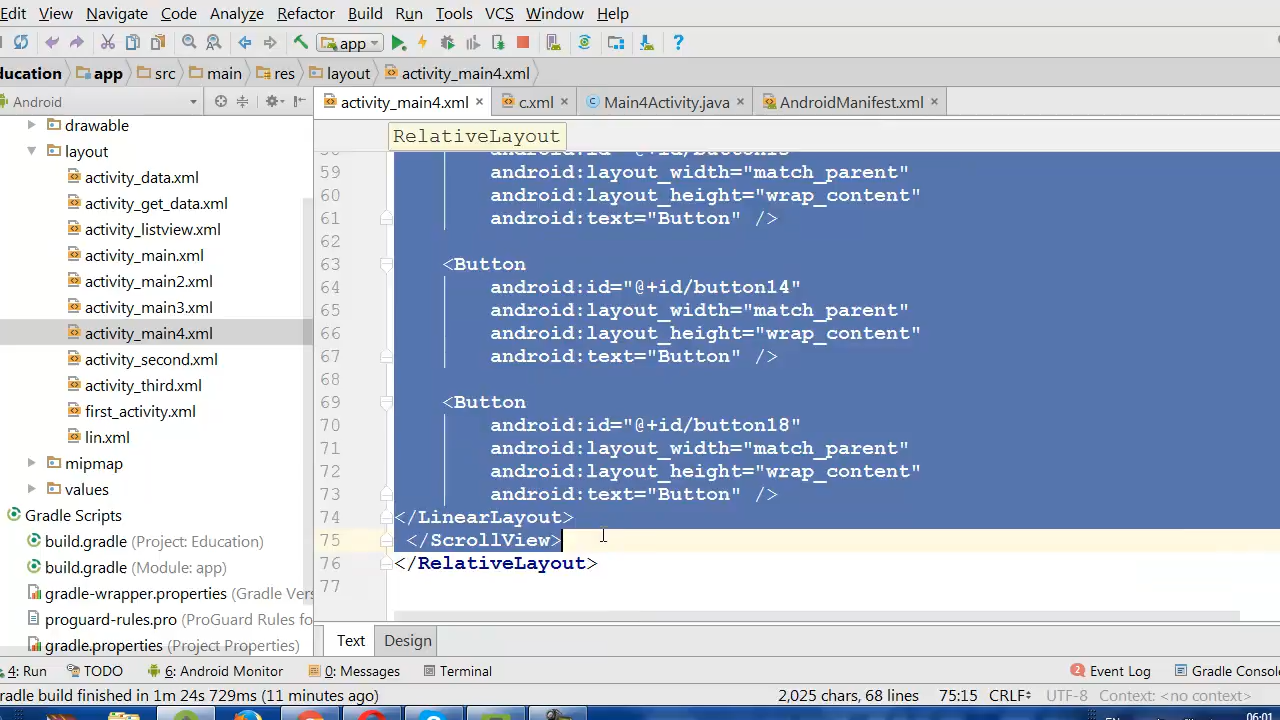 Edit View Navigate Code Analyze Refactor Build Run Tools VCS Window Help
app
ducation app src main res layout activity_main4.xml
Android
activity_main4.xml c.xml Main4Activity.java AndroidManifest.xml
RelativeLayout
drawable
layout
activity_data.xml
activity_get_data.xml
activity_listview.xml
activity_main.xml
activity_main2.xml
activity_main3.xml
activity_main4.xml
activity_second.xml
activity_third.xml
first_activity.xml
lin.xml
mipmap
values
Gradle Scripts
build.gradle (Project: Education)
build.gradle (Module: app)
gradle-wrapper.properties (Gradle Vers
proguard-rules.pro (ProGuard Rules fo
gradle.properties (Project Properties)
59 android:layout_width="match_parent"
60 android:layout_height="wrap_content"
61 android:text="Button" />
62
63 <Button
64 android:id="@+id/button14"
65 android:layout_width="match_parent"
66 android:layout_height="wrap_content"
67 android:text="Button" />
68
69 <Button
70 android:id="@+id/button18"
71 android:layout_width="match_parent"
72 android:layout_height="wrap_content"
73 android:text="Button" />
74 </LinearLayout>
75 </ScrollView>
76 </RelativeLayout>
77
Text Design
4: Run TODO 6: Android Monitor 0: Messages Terminal 2 Event Log Gradle Consol
radle build finished in 1m 24s 729ms (11 minutes ago) 2,025 chars, 68 lines 75:15 CRLF÷ UTF-8 Context: <no context>
06:01